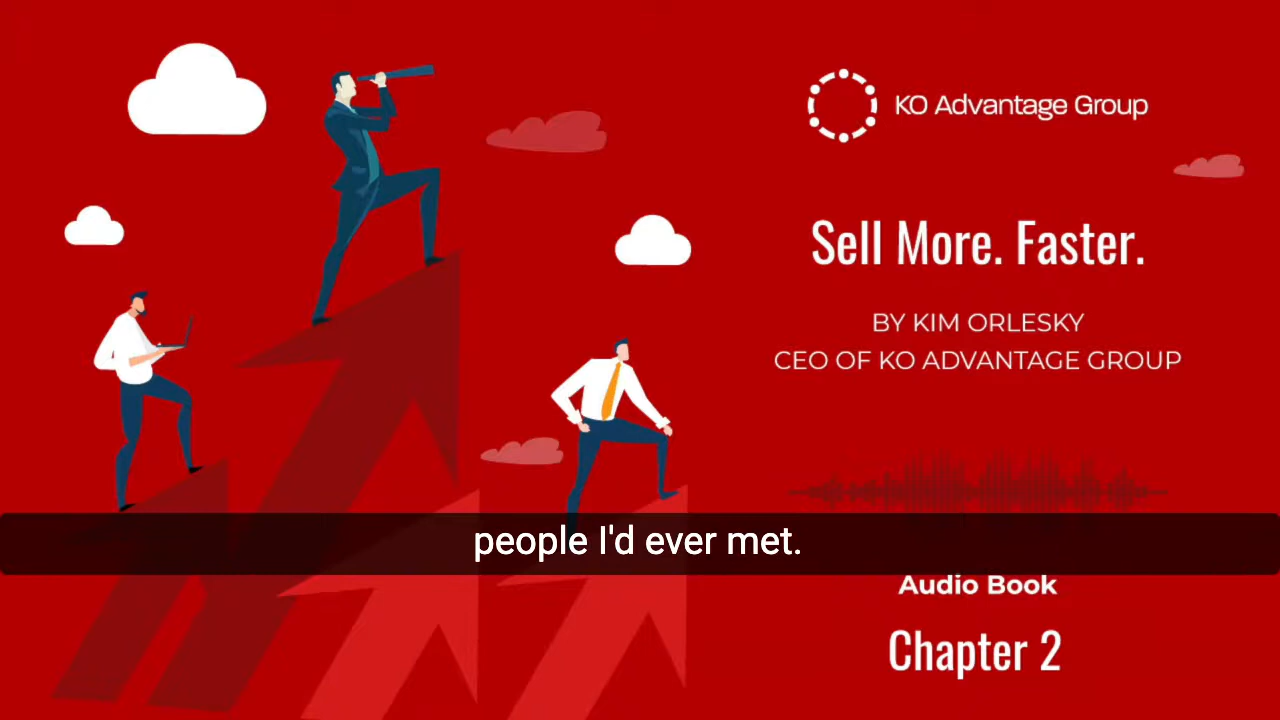 KO Advantage Group
Sell More. Faster.
BY KIM ORLESKY
CEO OF KO ADVANTAGE GROUP
people I'd ever met.
Audio Book
Chapter 2